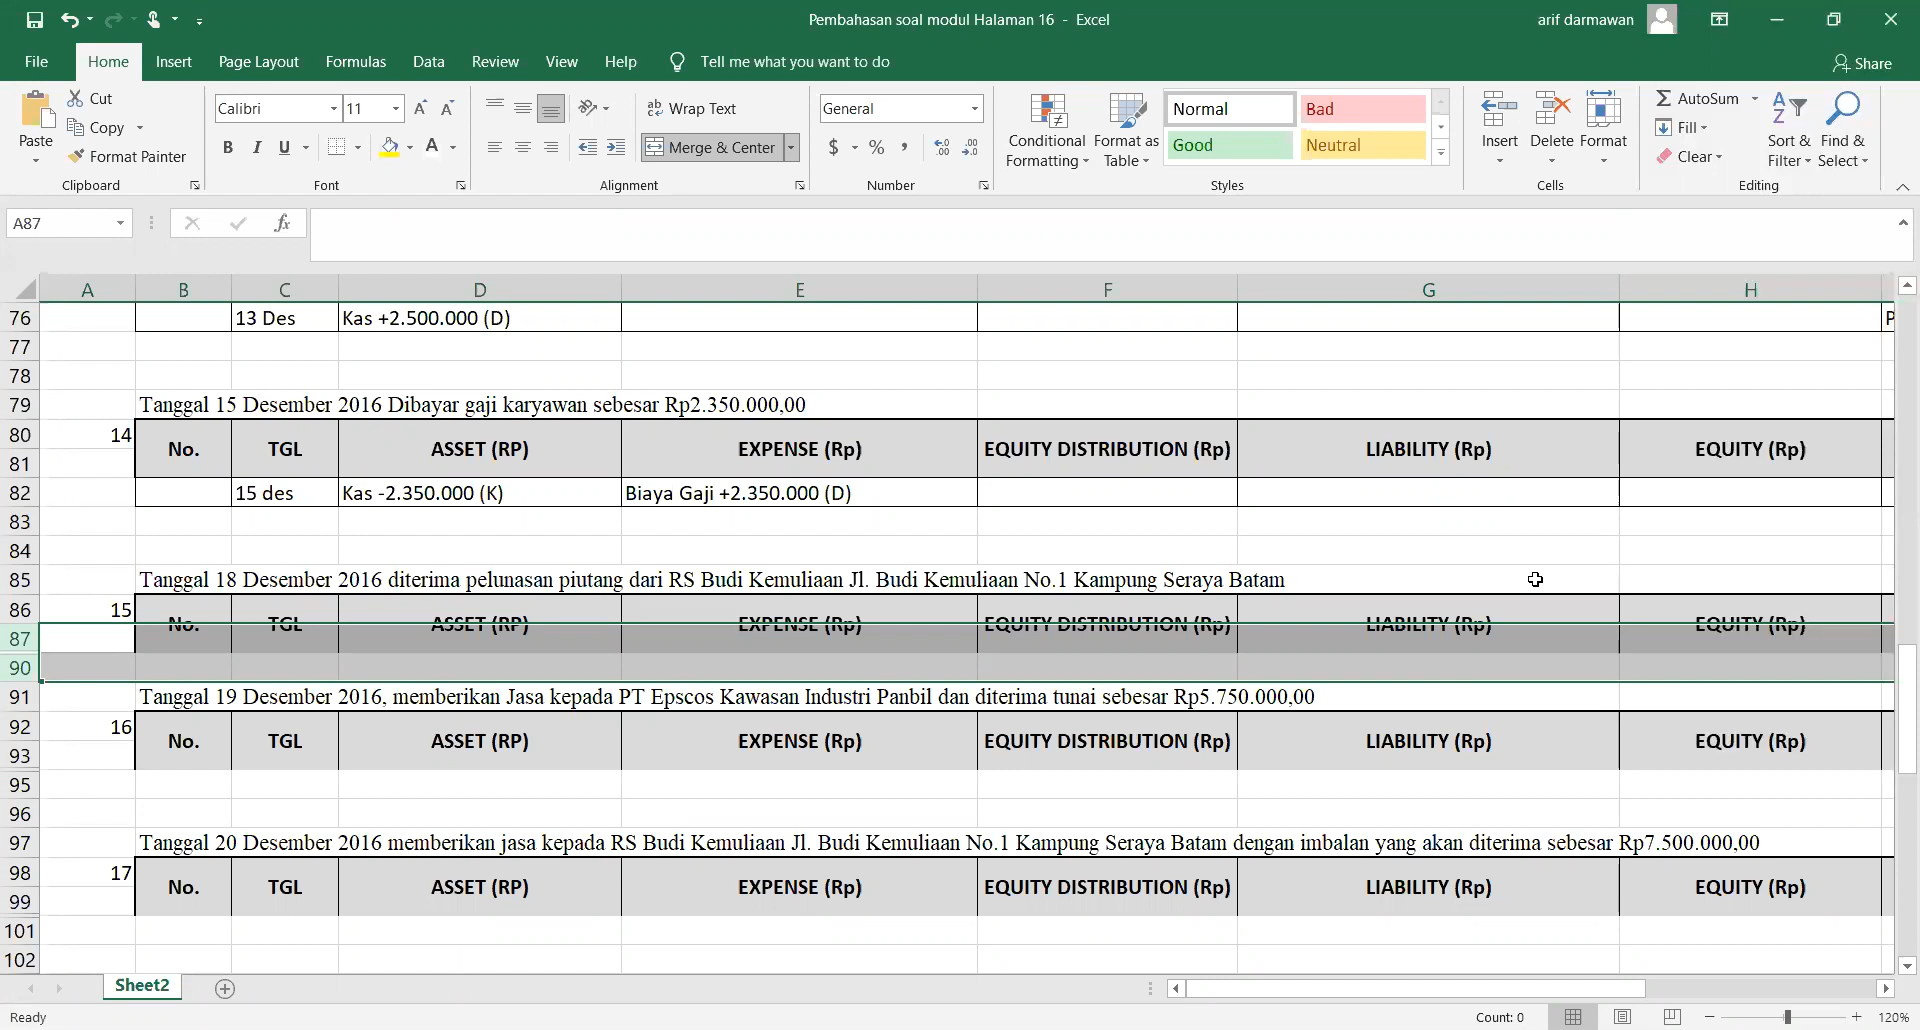 Pembahasan soal modul Halaman 16 - Excel
arif darmawan
File Home Insert Page Layout Formulas Data Review View Help Tell me what you want to do Share
Paste
Cut
Copy
Format Painter
Clipboard
Calibri 11
B I U A
Font
ab Wrap Text
Merge & Center
Alignment
General
$ % , .00 .00
Number
Conditional Formatting
Format as Table
Normal Bad
Good Neutral
Styles
Insert Delete Format
Cells
AutoSum
Fill
Clear
Sort & Filter
Find & Select
Editing
A87 fx
A B C D E F G H
76 13 Des Kas +2.500.000 (D) P
77
78
79 Tanggal 15 Desember 2016 Dibayar gaji karyawan sebesar Rp2.350.000,00
80 14 No. TGL ASSET (RP) EXPENSE (Rp) EQUITY DISTRIBUTION (Rp) LIABILITY (Rp) EQUITY (Rp)
81
82 15 des Kas -2.350.000 (K) Biaya Gaji +2.350.000 (D)
83
84
85 Tanggal 18 Desember 2016 diterima pelunasan piutang dari RS Budi Kemuliaan Jl. Budi Kemuliaan No.1 Kampung Seraya Batam
86 15 No. TGL ASSET (RP) EXPENSE (Rp) EQUITY DISTRIBUTION (Rp) LIABILITY (Rp) EQUITY (Rp)
87
90
91 Tanggal 19 Desember 2016, memberikan Jasa kepada PT Epscos Kawasan Industri Panbil dan diterima tunai sebesar Rp5.750.000,00
92 16 No. TGL ASSET (RP) EXPENSE (Rp) EQUITY DISTRIBUTION (Rp) LIABILITY (Rp) EQUITY (Rp)
93
95
96
97 Tanggal 20 Desember 2016 memberikan jasa kepada RS Budi Kemuliaan Jl. Budi Kemuliaan No.1 Kampung Seraya Batam dengan imbalan yang akan diterima sebesar Rp7.500.000,00
98 17 No. TGL ASSET (RP) EXPENSE (Rp) EQUITY DISTRIBUTION (Rp) LIABILITY (Rp) EQUITY (Rp)
99
101
102
Sheet2
Ready Count: 0 120%